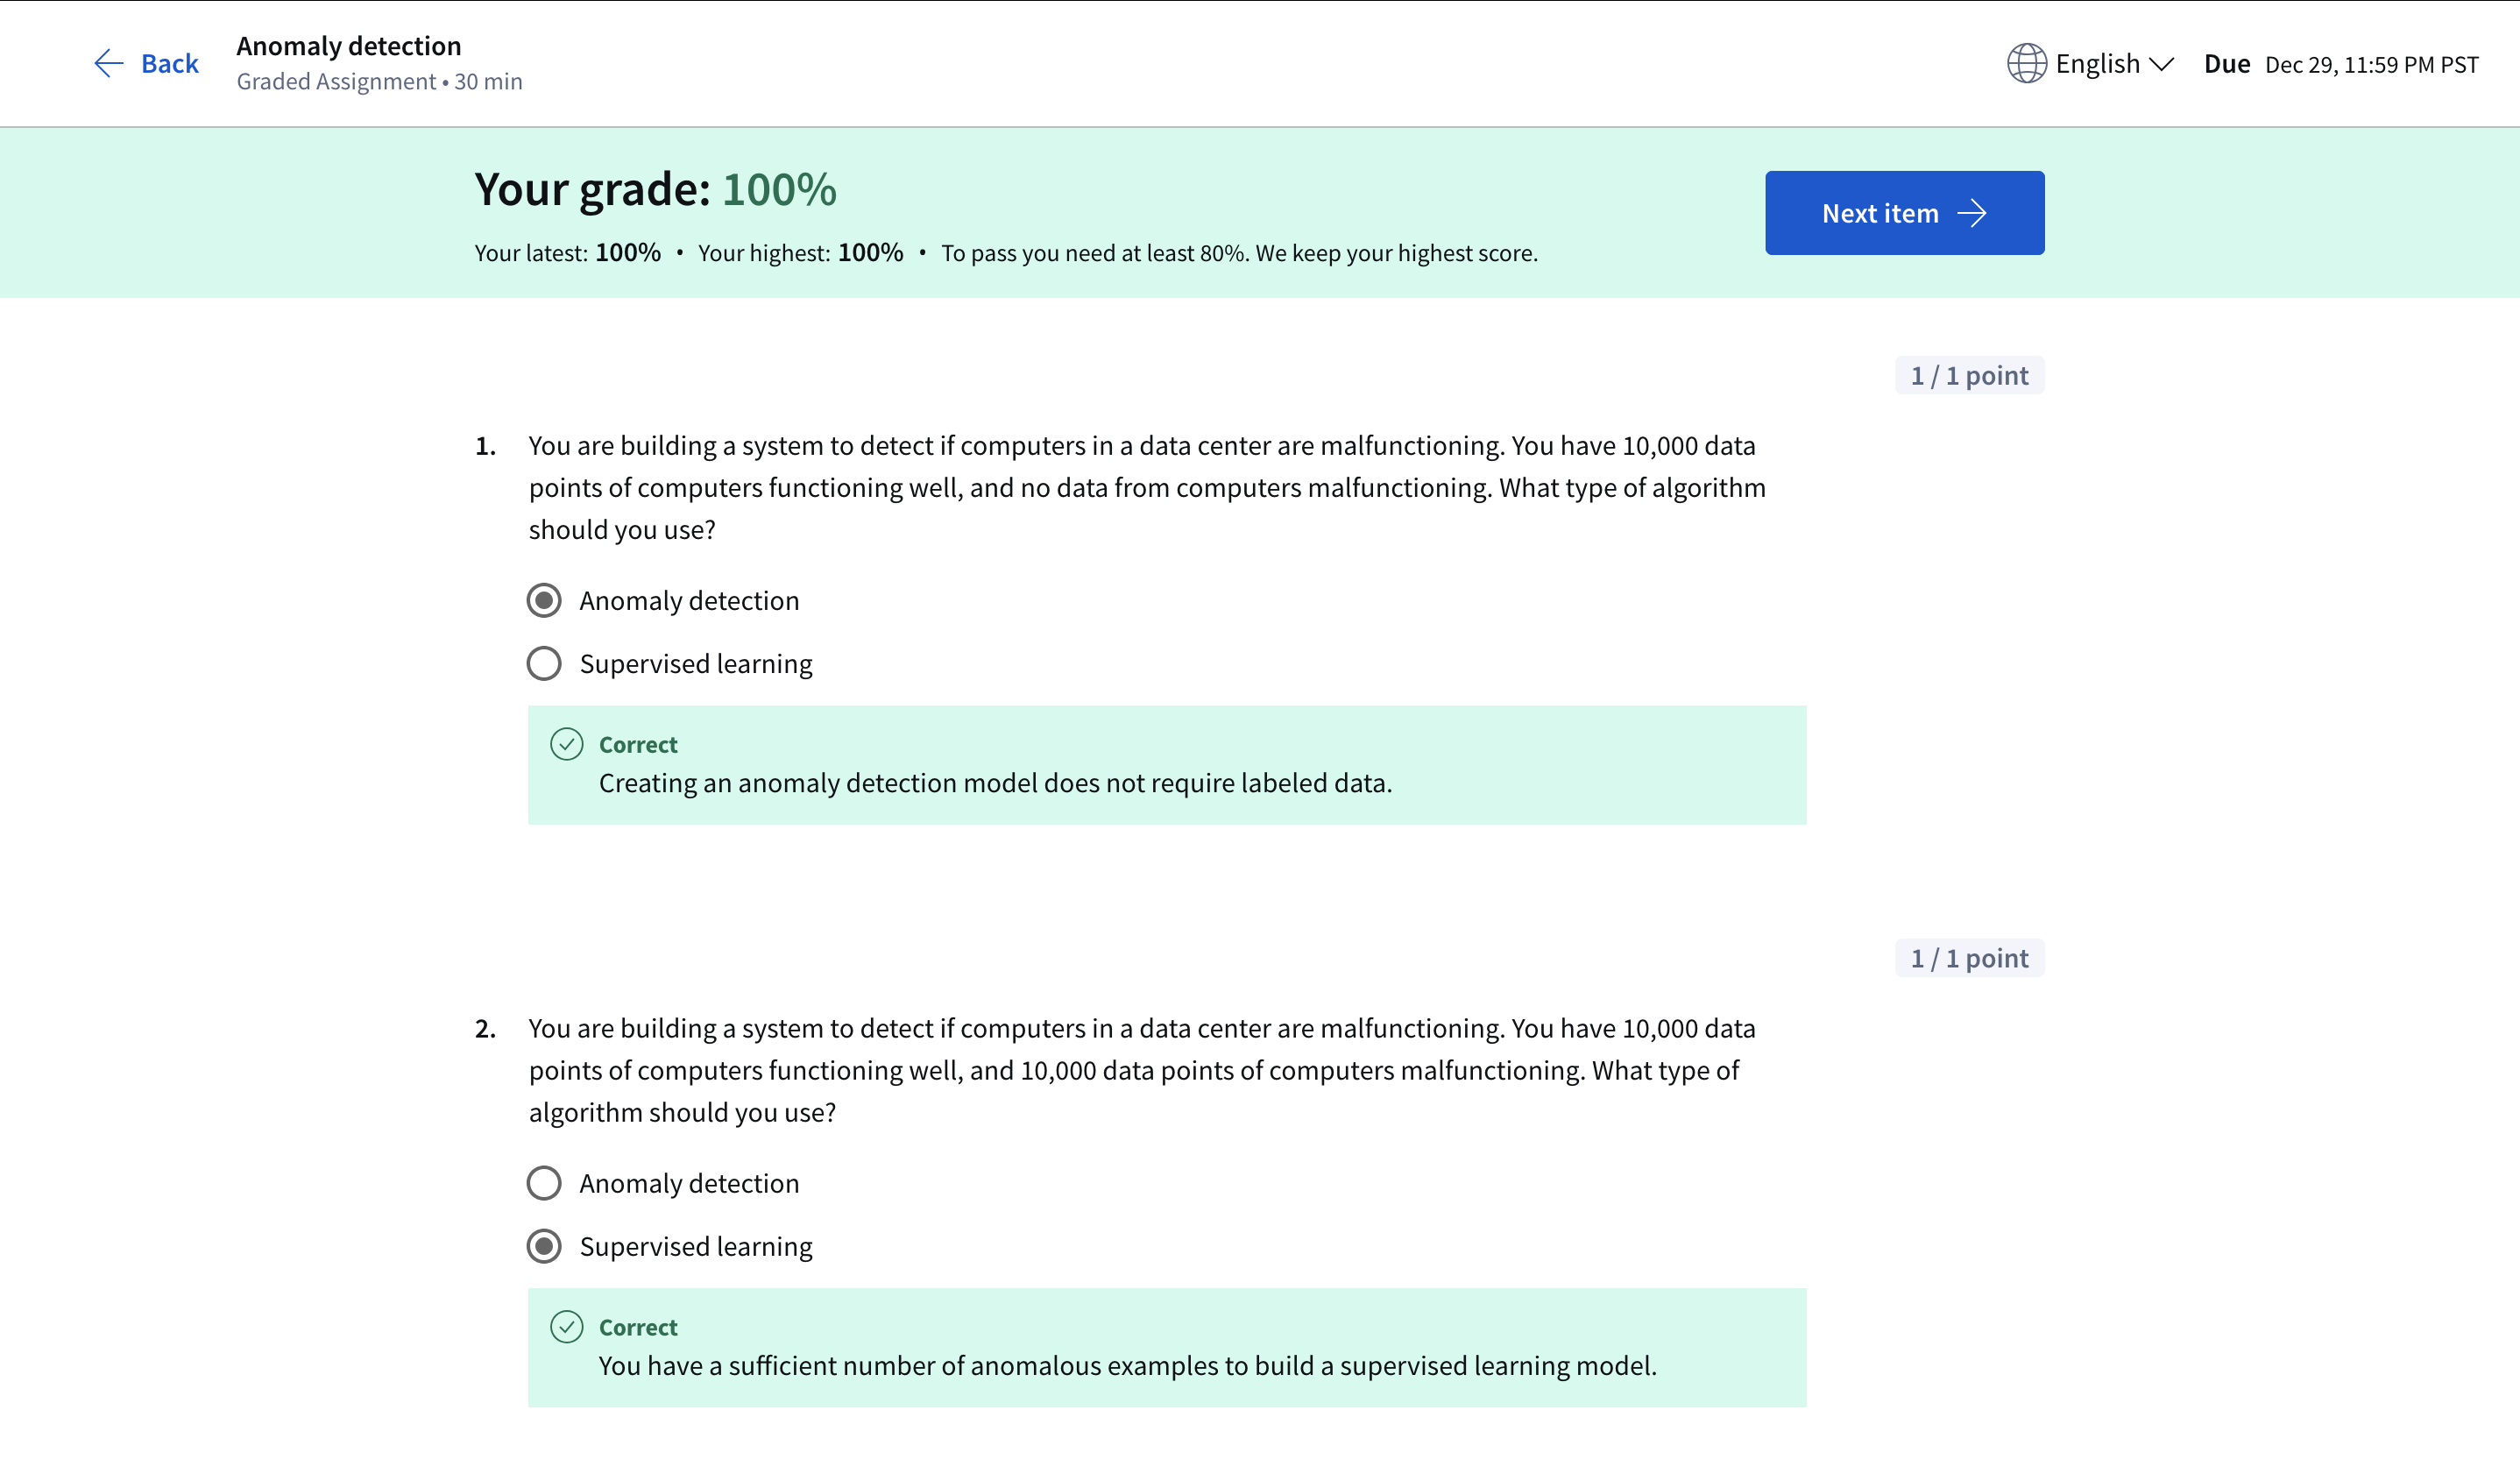 Back
Anomaly detection
Graded Assignment • 30 min
English
Due Dec 29, 11:59 PM PST
Your grade: 100%
Your latest: 100% • Your highest: 100% • To pass you need at least 80%. We keep your highest score.
Next item
1 / 1 point
1. You are building a system to detect if computers in a data center are malfunctioning. You have 10,000 data
points of computers functioning well, and no data from computers malfunctioning. What type of algorithm
should you use?
Anomaly detection
Supervised learning
Correct
Creating an anomaly detection model does not require labeled data.
1 / 1 point
2. You are building a system to detect if computers in a data center are malfunctioning. You have 10,000 data
points of computers functioning well, and 10,000 data points of computers malfunctioning. What type of
algorithm should you use?
Anomaly detection
Supervised learning
Correct
You have a sufficient number of anomalous examples to build a supervised learning model.